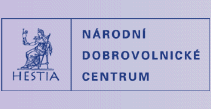 HESTIA
NÁRODNÍ
DOBROVOLNICKÉ
CENTRUM